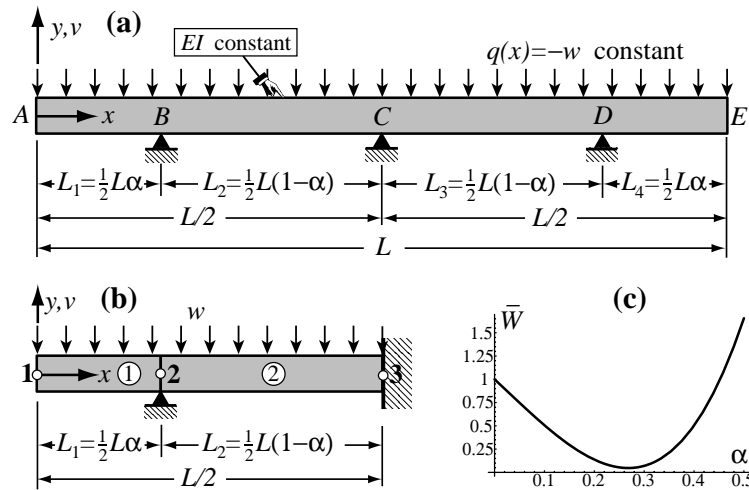 y,v (a)
EI constant
q(x)=−w constant
A x B C D E
L₁=½Lα L₂=½L(1−α) L₃=½L(1−α) L₄=½Lα
L/2 L/2
L
y,v (b) w
1 x 1 2 2 3
L₁=½Lα L₂=½L(1−α)
L/2
(c)
W̅
1.5
1.25
1
0.75
0.5
0.25
0.1 0.2 0.3 0.4 0.5
α